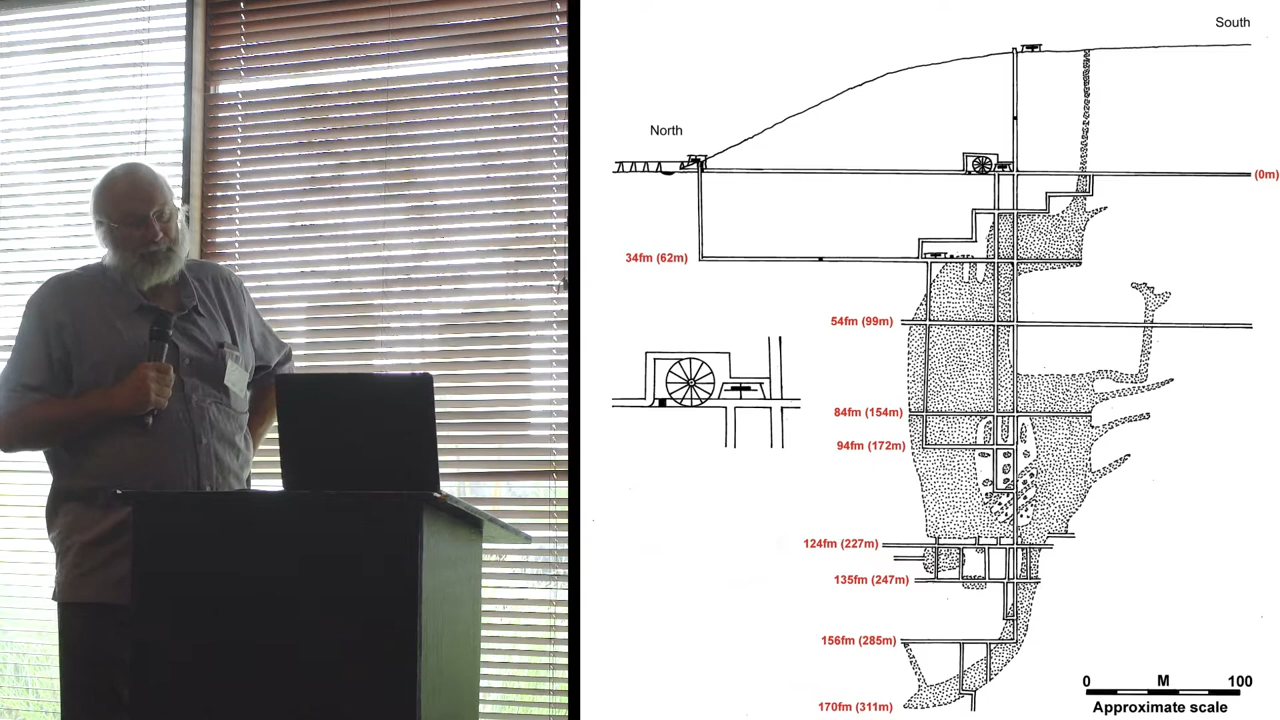 South
North
(0m)
34fm (62m)
54fm (99m)
84fm (154m)
94fm (172m)
124fm (227m)
135fm (247m)
156fm (285m)
170fm (311m)
0 M 100
Approximate scale